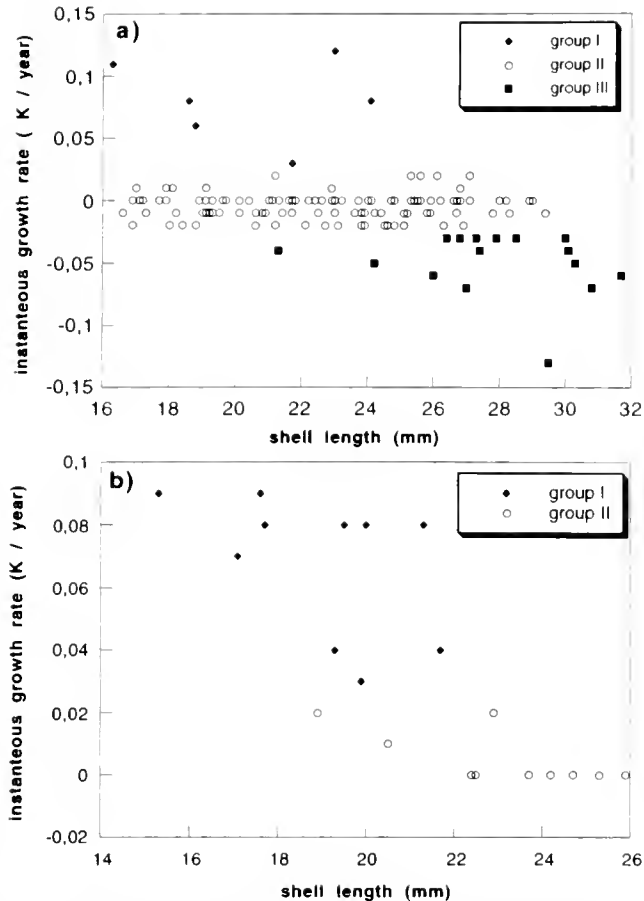 a)
group I
group II
group III
0,15
0,1
0,05
0
-0,05
-0,1
-0,15
instanteous growth rate ( K / year)
16 18 20 22 24 26 28 30 32
shell length (mm)
b)
group I
group II
0,1
0,08
0,06
0,04
0,02
0
-0,02
instanteous growth rate (K / year)
14 16 18 20 22 24 26
shell length (mm)